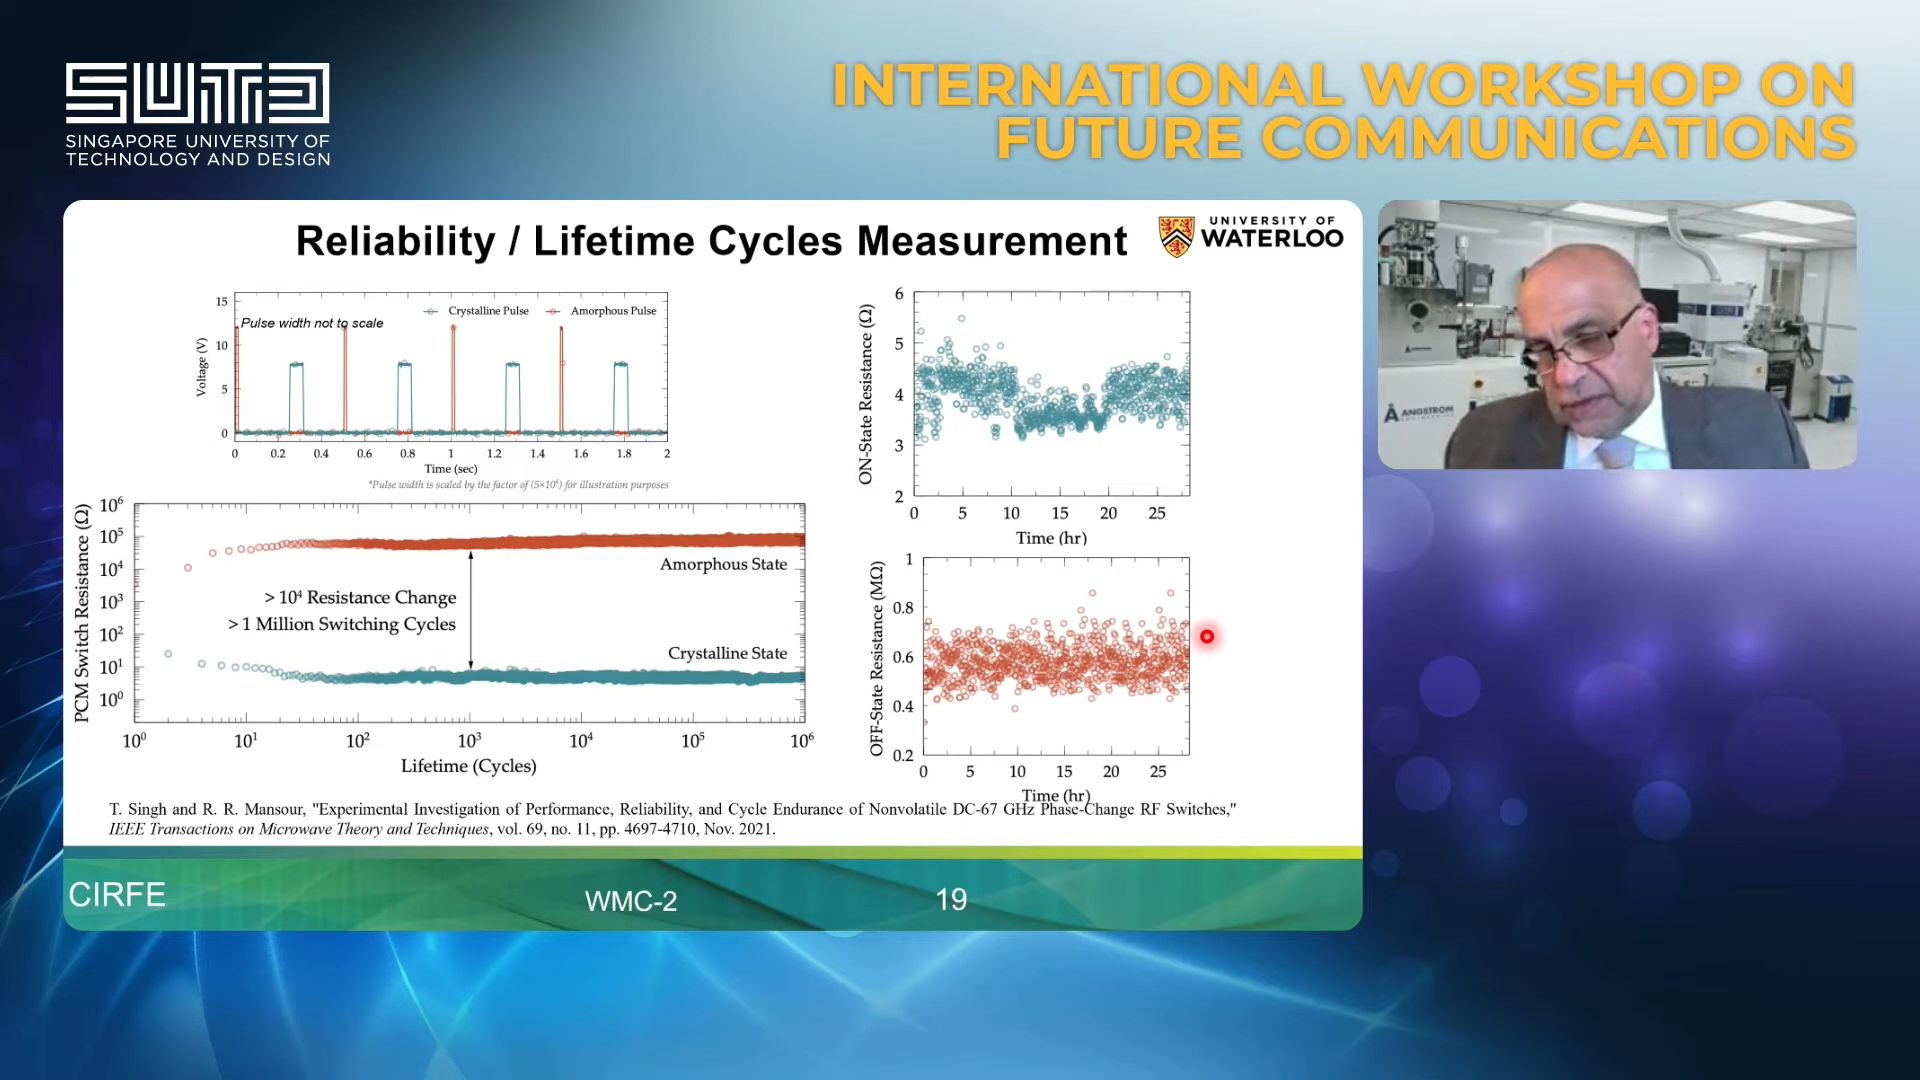 SUTD
SINGAPORE UNIVERSITY OF
TECHNOLOGY AND DESIGN
INTERNATIONAL WORKSHOP ON
FUTURE COMMUNICATIONS
Reliability / Lifetime Cycles Measurement
UNIVERSITY OF
WATERLOO
Crystalline Pulse
Amorphous Pulse
Pulse width not to scale
Voltage (V)
15
10
5
0
0 0.2 0.4 0.6 0.8 1 1.2 1.4 1.6 1.8 2
Time (sec)
*Pulse width is scaled by the factor of (5×10⁴) for illustration purposes
PCM Switch Resistance (Ω)
10⁶
10⁵
10⁴
10³
10²
10¹
10⁰
Amorphous State
> 10⁴ Resistance Change
> 1 Million Switching Cycles
Crystalline State
10⁰ 10¹ 10² 10³ 10⁴ 10⁵ 10⁶
Lifetime (Cycles)
ON-State Resistance (Ω)
6
5
4
3
2
0 5 10 15 20 25
Time (hr)
OFF-State Resistance (MΩ)
1
0.8
0.6
0.4
0.2
0 5 10 15 20 25
Time (hr)
T. Singh and R. R. Mansour, "Experimental Investigation of Performance, Reliability, and Cycle Endurance of Nonvolatile DC-67 GHz Phase-Change RF Switches,"
IEEE Transactions on Microwave Theory and Techniques, vol. 69, no. 11, pp. 4697-4710, Nov. 2021.
CIRFE
WMC-2
19
ANGSTROM